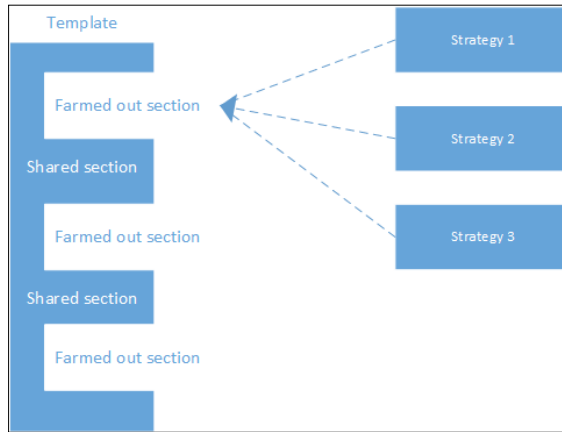 Template
Strategy 1
Farmed out section
Strategy 2
Shared section
Farmed out section
Strategy 3
Shared section
Farmed out section